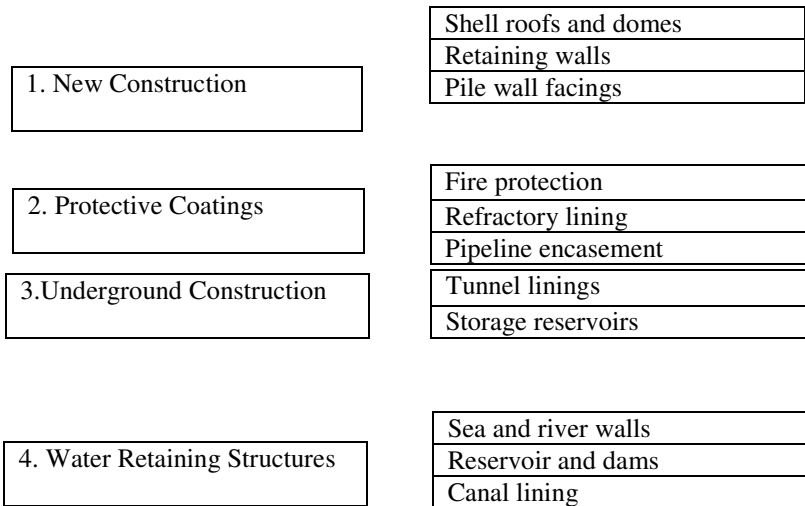 Shell roofs and domes
Retaining walls
1. New Construction
Pile wall facings
Fire protection
2. Protective Coatings
Refractory lining
Pipeline encasement
3.Underground Construction
Tunnel linings
Storage reservoirs
Sea and river walls
4. Water Retaining Structures
Reservoir and dams
Canal lining